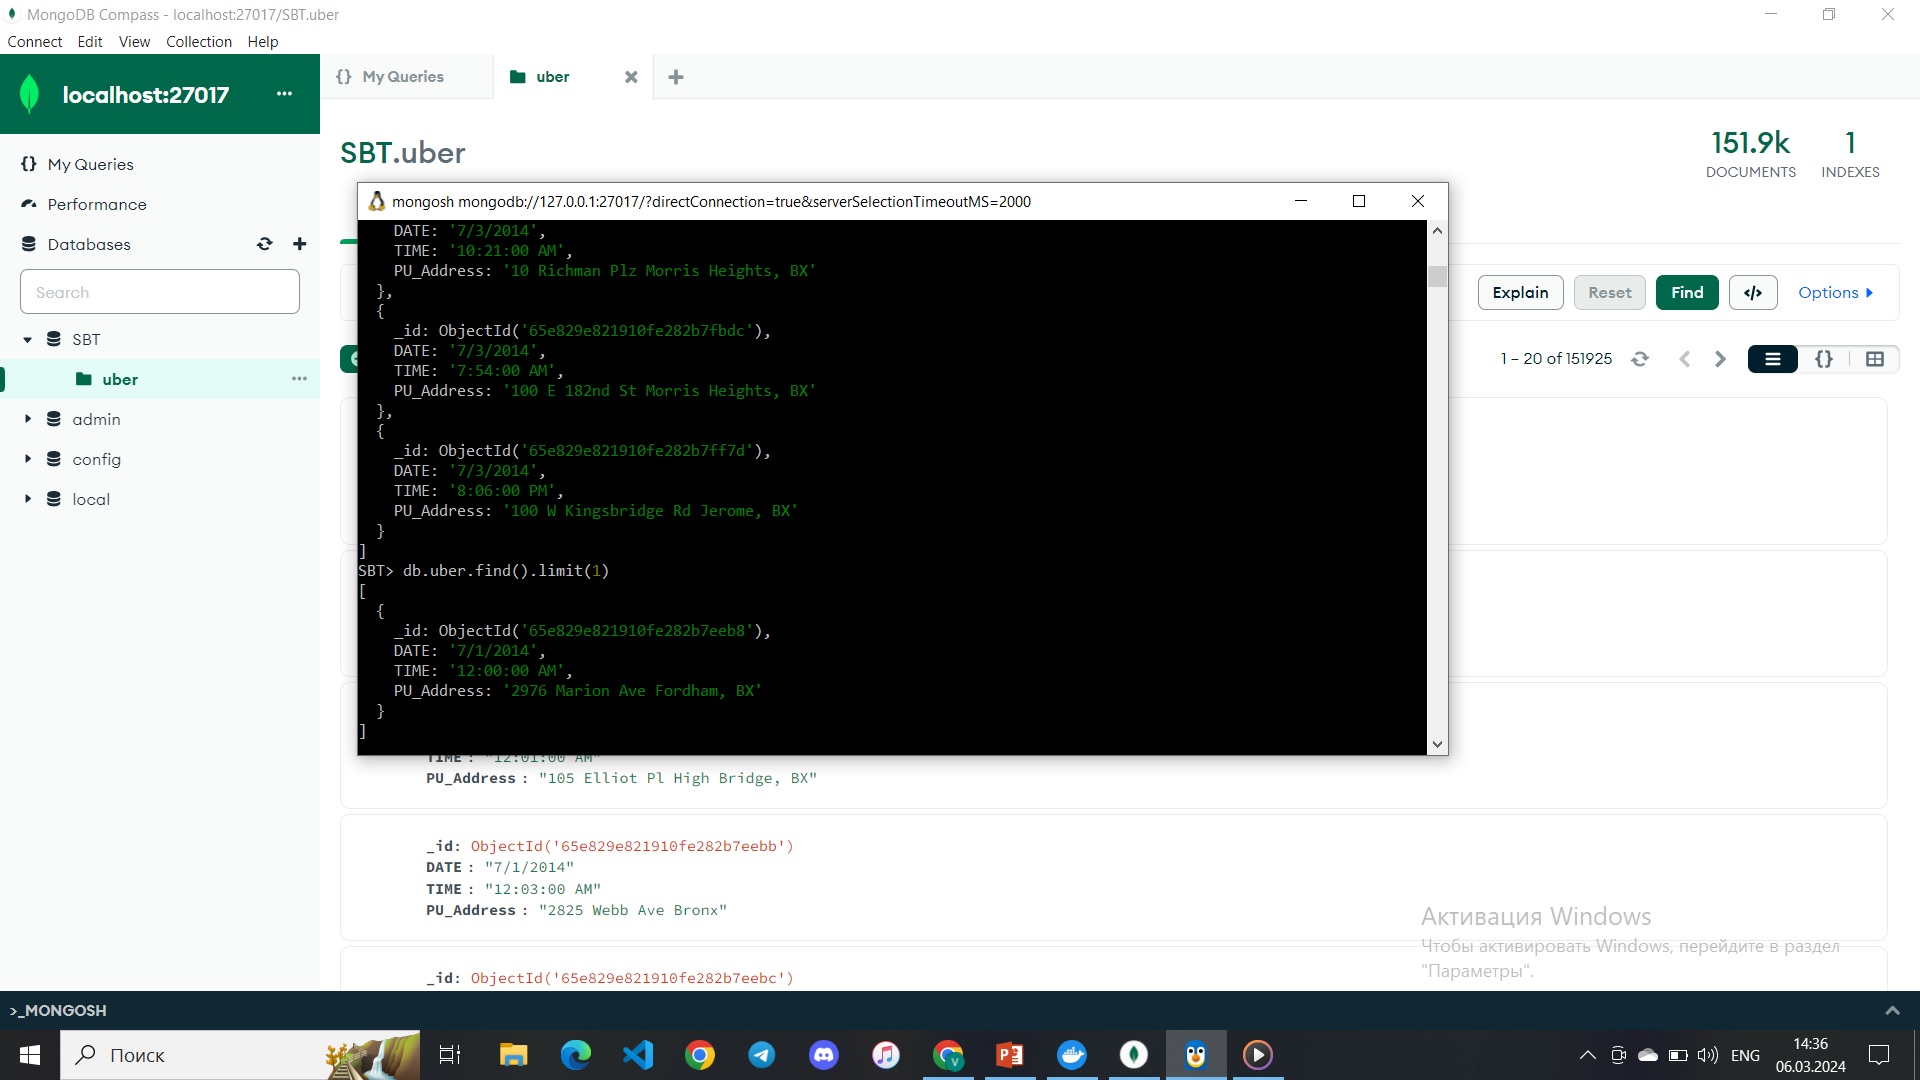 MongoDB Compass - localhost:27017/SBT.uber
Connect Edit View Collection Help
localhost:27017 ...
{} My Queries
uber
My Queries
Performance
Databases
Search
SBT
uber
admin
config
local
SBT.uber
151.9k
DOCUMENTS
1
INDEXES
Explain Reset Find </> Options
1 – 20 of 151925
mongosh mongodb://127.0.0.1:27017/?directConnection=true&serverSelectionTimeoutMS=2000
DATE: '7/3/2014',
TIME: '10:21:00 AM',
PU_Address: '10 Richman Plz Morris Heights, BX'
},
{
_id: ObjectId('65e829e821910fe282b7fbdc'),
DATE: '7/3/2014',
TIME: '7:54:00 AM',
PU_Address: '100 E 182nd St Morris Heights, BX'
},
{
_id: ObjectId('65e829e821910fe282b7ff7d'),
DATE: '7/3/2014',
TIME: '8:06:00 PM',
PU_Address: '100 W Kingsbridge Rd Jerome, BX'
}
]
SBT> db.uber.find().limit(1)
[
{
_id: ObjectId('65e829e821910fe282b7eeb8'),
DATE: '7/1/2014',
TIME: '12:00:00 AM',
PU_Address: '2976 Marion Ave Fordham, BX'
}
]
TIME : "12:01:00 AM"
PU_Address : "105 Elliot Pl High Bridge, BX"
_id: ObjectId('65e829e821910fe282b7eebb')
DATE : "7/1/2014"
TIME : "12:03:00 AM"
PU_Address : "2825 Webb Ave Bronx"
_id: ObjectId('65e829e821910fe282b7eebc')
Активация Windows
Чтобы активировать Windows, перейдите в раздел
"Параметры".
>_MONGOSH
Поиск
ENG
14:36
06.03.2024